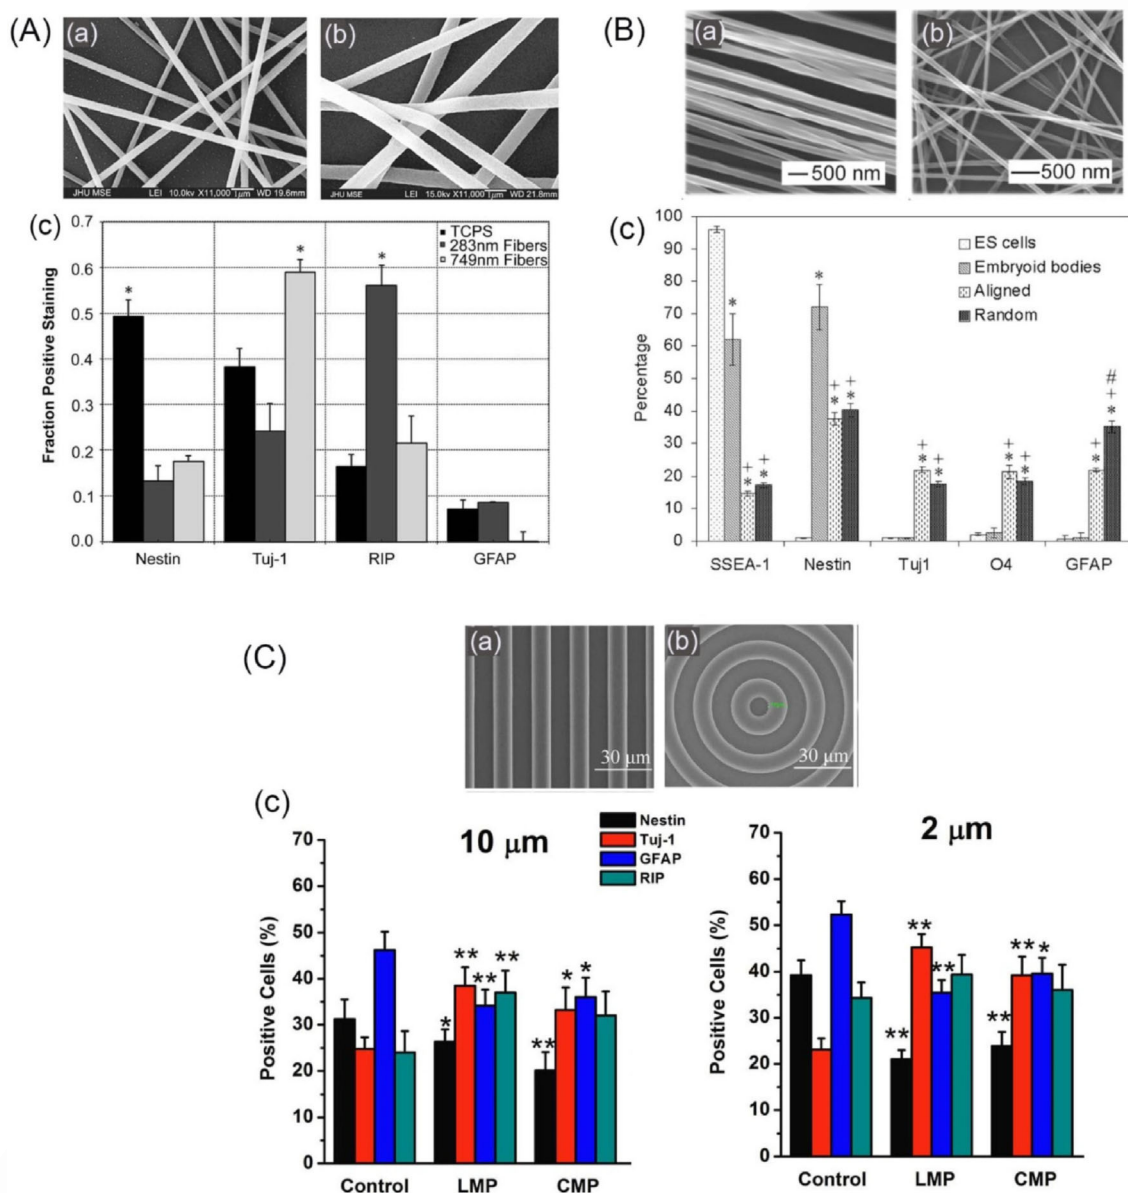 (A)
(a)
(b)
JHU MSE LEI 10.0kv X11,000 1μm WD 19.6mm
JHU MSE LEI 15.0kv X11,000 1μm WD 21.8mm
(B)
(a)
(b)
500 nm
500 nm
(c)
Fraction Positive Staining
0.7
0.6
0.5
0.4
0.3
0.2
0.1
0.0
TCPS
283nm Fibers
749nm Fibers
*
*
*
Nestin Tuj-1 RIP GFAP
(c)
Percentage
100
90
80
70
60
50
40
30
20
10
0
ES cells
Embryoid bodies
Aligned
Random
*
+
*
+
*
*
+
*
+
*
+
*
+
*
+
*
+
*
+
*
#
+
*
SSEA-1 Nestin Tuj1 O4 GFAP
(C)
(a)
(b)
30 μm
30 μm
(c)
Nestin
Tuj-1
GFAP
RIP
10 μm
Positive Cells (%)
70
60
50
40
30
20
10
0
*
**
**
**
**
*
*
Control LMP CMP
2 μm
Positive Cells (%)
70
60
50
40
30
20
10
0
**
**
**
**
**
*
Control LMP CMP